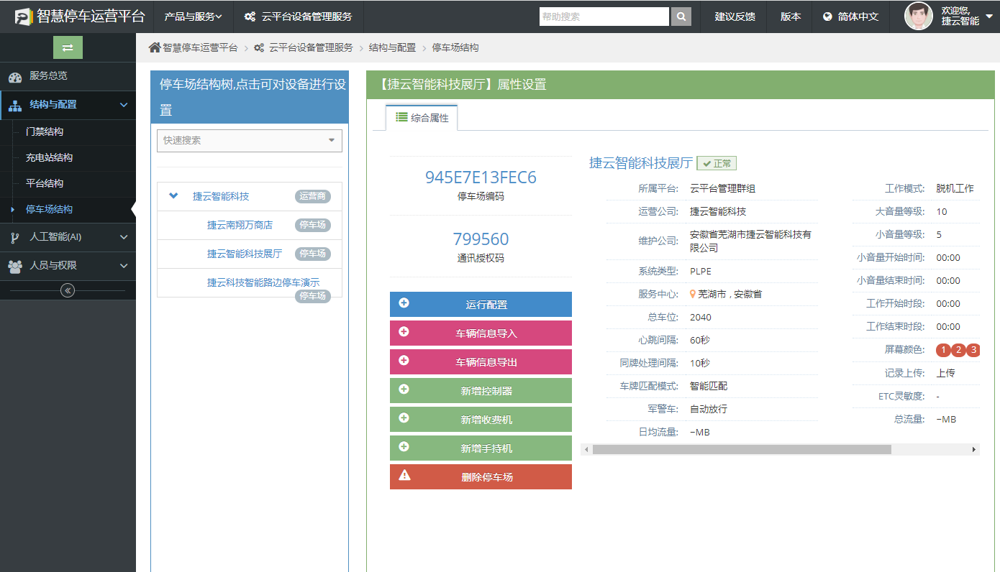 智慧停车运营平台
产品与服务
云平台设备管理服务
帮助搜索
建议反馈
版本
简体中文
欢迎您,
捷云智能
服务总览
结构与配置
门禁结构
充电站结构
平台结构
停车场结构
人工智能(AI)
人员与权限
智慧停车运营平台 > 云平台设备管理服务 > 结构与配置 > 停车场结构
停车场结构树,点击可对设备进行设
置
快速搜索
捷云智能科技 运营商
捷云南翔万商店 停车场
捷云智能科技展厅 停车场
捷云科技智能路边停车演示
停车场
【捷云智能科技展厅】属性设置
综合属性
945E7E13FEC6
停车场编码
799560
通讯授权码
运行配置
车辆信息导入
车辆信息导出
新增控制器
新增收费机
新增手持机
删除停车场
捷云智能科技展厅 正常
所属平台: 云平台管理群组
运营公司: 捷云智能科技
维护公司: 安徽省芜湖市捷云智能科技有
限公司
系统类型: PLPE
服务中心: 芜湖市 , 安徽省
总车位: 2040
心跳间隔: 60秒
同牌处理间隔: 10秒
车牌匹配模式: 智能匹配
军警车: 自动放行
日均流量: −MB
工作模式: 脱机工作
大音量等级: 10
小音量等级: 5
小音量开始时间: 00:00
小音量结束时间: 00:00
工作开始时段: 00:00
工作结束时段: 00:00
屏幕颜色: 1 2 3
记录上传: 上传
ETC灵敏度: -
总流量: −MB